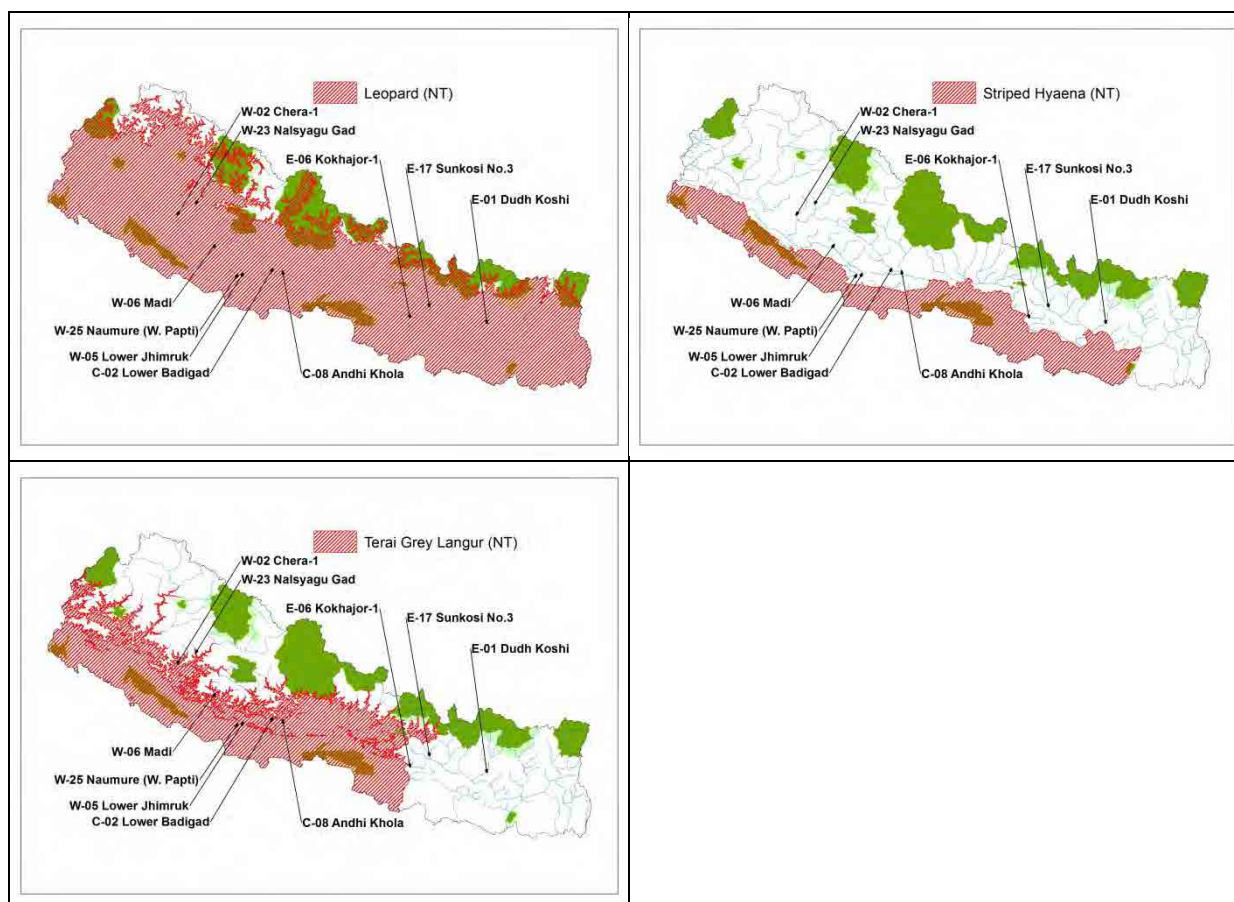 Leopard (NT)
W-02 Chera-1
W-23 Nalsyagu Gad
E-06 Kokhajor-1
E-17 Sunkosi No.3
E-01 Dudh Koshi
W-06 Madi
W-25 Naumure (W. Papti)
W-05 Lower Jhimruk
C-02 Lower Badigad
C-08 Andhi Khola
Striped Hyaena (NT)
W-02 Chera-1
W-23 Nalsyagu Gad
E-06 Kokhajor-1
E-17 Sunkosi No.3
E-01 Dudh Koshi
W-06 Madi
W-25 Naumure (W. Papti)
W-05 Lower Jhimruk
C-02 Lower Badigad
C-08 Andhi Khola
Terai Grey Langur (NT)
W-02 Chera-1
W-23 Nalsyagu Gad
E-06 Kokhajor-1
E-17 Sunkosi No.3
E-01 Dudh Koshi
W-06 Madi
W-25 Naumure (W. Papti)
W-05 Lower Jhimruk
C-02 Lower Badigad
C-08 Andhi Khola